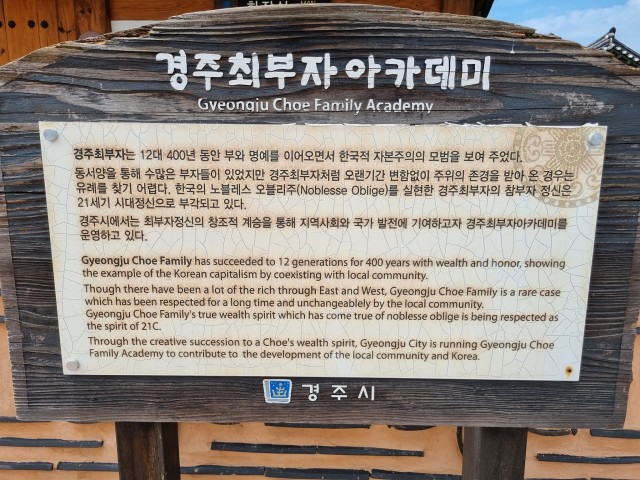 경주최부자아카데미
Gyeongju Choe Family Academy
경주최부자는 12대 400년 동안 부와 명예를 이어오면서 한국적 자본주의의 모범을 보여 주었다.
동서양을 통해 수많은 부자들이 있었지만 경주최부자처럼 오랜기간 변함없이 주위의 존경을 받아 온 경우는
유례를 찾기 어렵다. 한국의 노블레스 오블리주(Noblesse Oblige)를 실현한 경주최부자의 참부자 정신은
21세기 시대정신으로 부각되고 있다.
경주시에서는 최부자정신의 창조적 계승을 통해 지역사회와 국가 발전에 기여하고자 경주최부자아카데미를
운영하고 있다.
Gyeongju Choe Family has succeeded to 12 generations for 400 years with wealth and honor, showing
the example of the Korean capitalism by coexisting with local community.
Though there have been a lot of the rich through East and West, Gyeongju Choe Family is a rare case
which has been respected for a long time and unchangeablely by the local community.
Gyeongju Choe Family's true wealth spirit which has come true of noblesse oblige is being respected as
the spirit of 21C.
Through the creative succession to a Choe's wealth spirit, Gyeongju City is running Gyeongju Choe
Family Academy to contribute to the development of the local community and Korea.
경주시